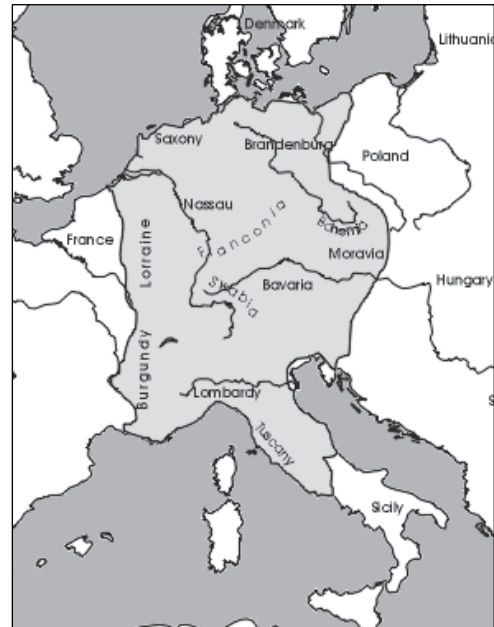 Denmark
Lithuania
Saxony
Brandenburg
Poland
Nassau
Franconia
Bohemia
France
Lorraine
Moravia
Swabia
Bavaria
Hungary
Burgundy
Lombardy
Tuscany
Sicily
S